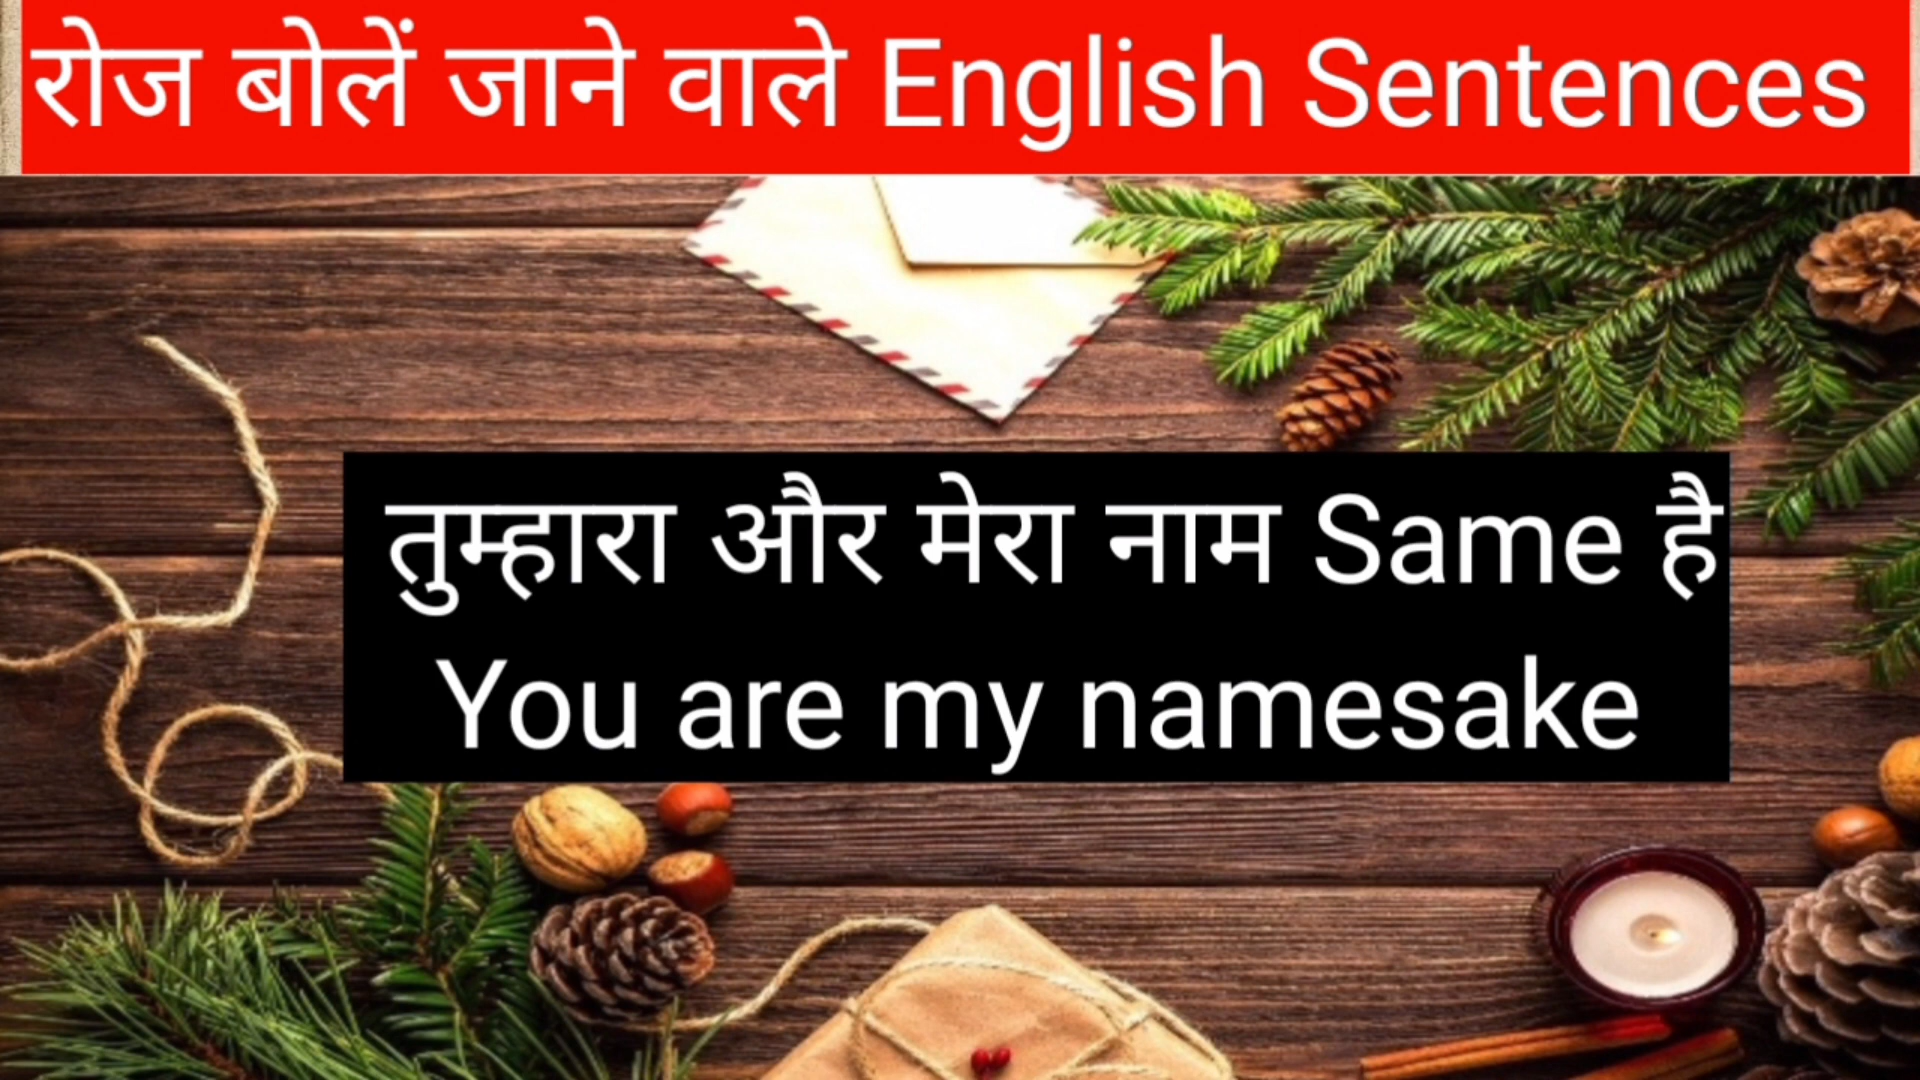 रोज बोलें जाने वाले English Sentences
तुम्हारा और मेरा नाम Same है
You are my namesake